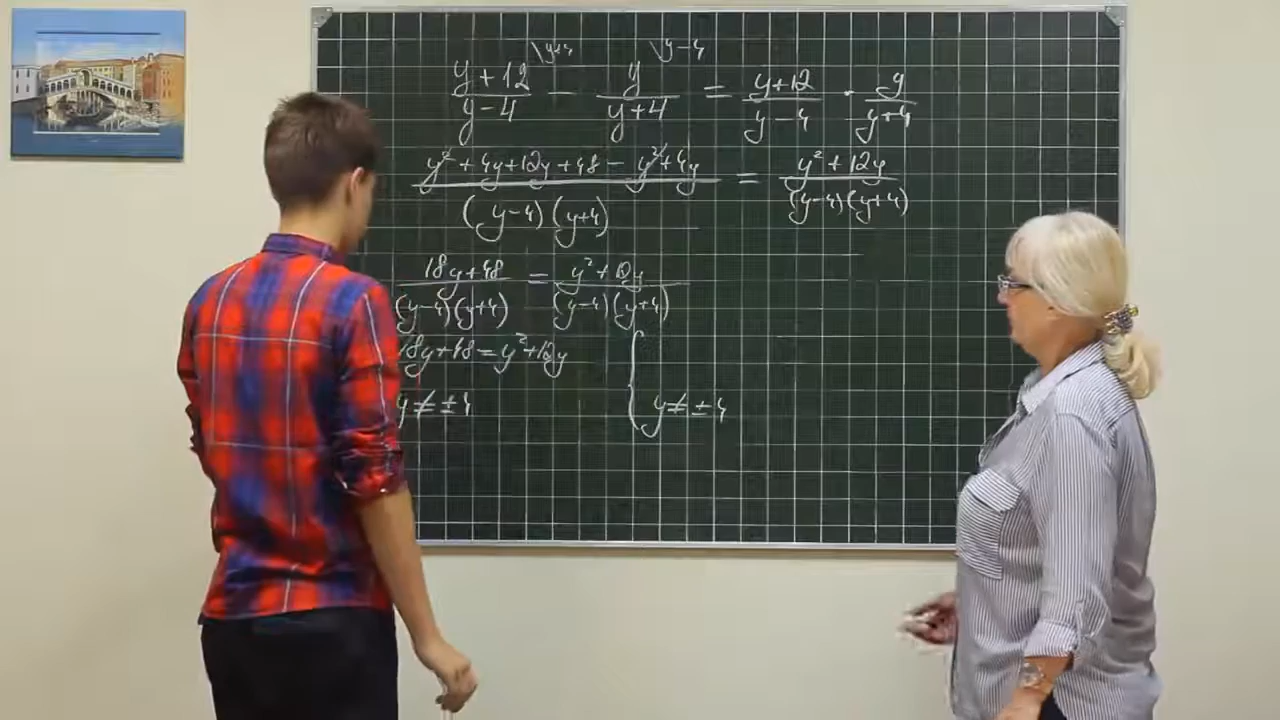 \y+4 \y-4
y+12/y-4 - y/y+4 = y+12/y-4 · y/y+4
y²+4y+12y+48-y²+4y/(y-4)(y+4) = y²+12y/(y-4)(y+4)
18y+48/(y-4)(y+4) = y²+12y/(y-4)(y+4)
18y+48=y²+12y {
y≠±4 y≠±4